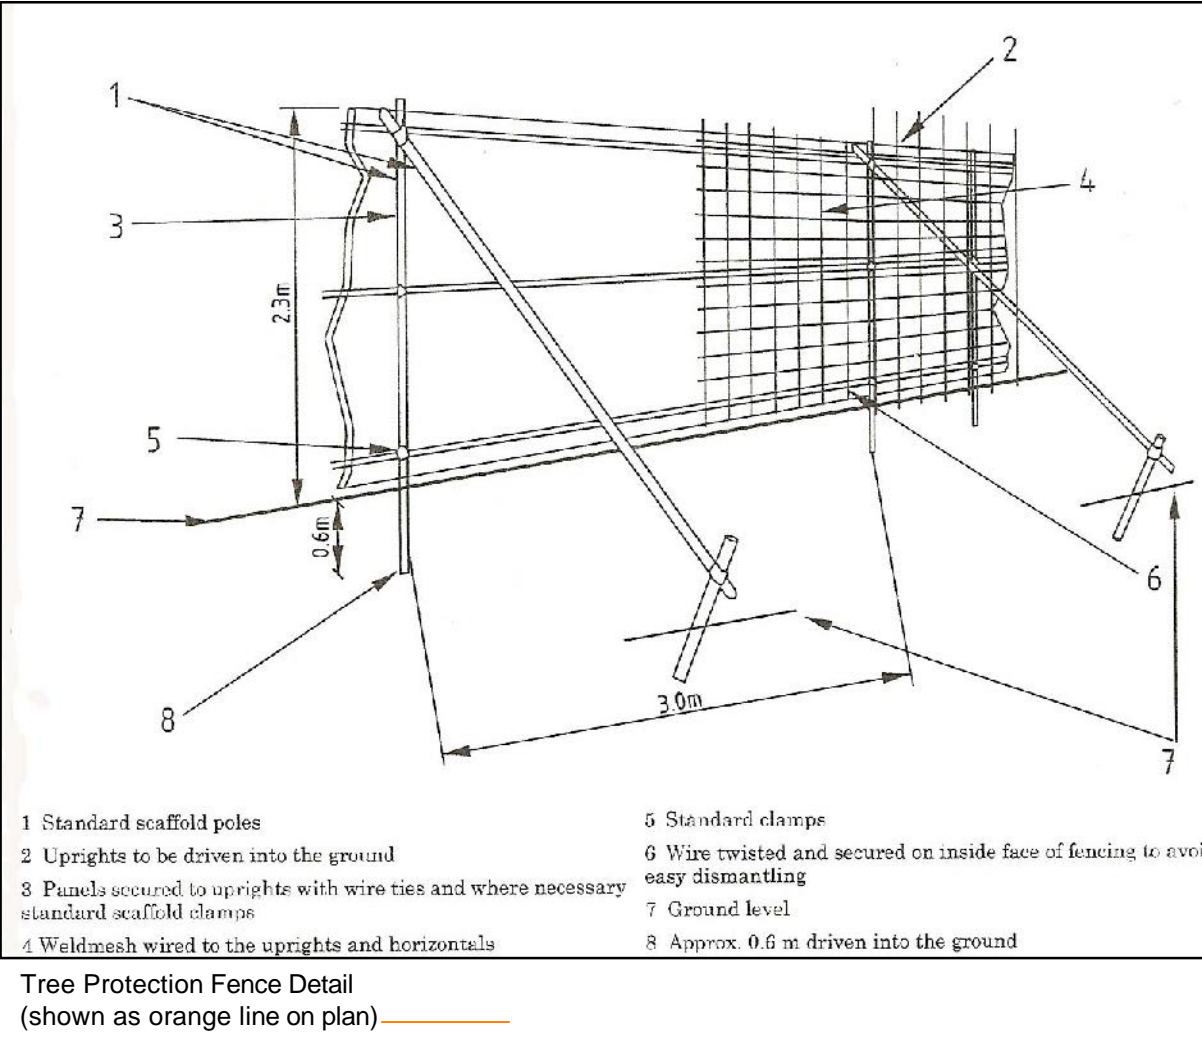 2
1
4
3
2.3m
5
7
0.6m
6
8
3.0m
7
1 Standard scaffold poles
2 Uprights to be driven into the ground
3 Panels secured to uprights with wire ties and where necessary
standard scaffold clamps
4 Weldmesh wired to the uprights and horizontals
5 Standard clamps
6 Wire twisted and secured on inside face of fencing to avoi
easy dismantling
7 Ground level
8 Approx. 0.6 m driven into the ground
Tree Protection Fence Detail
(shown as orange line on plan)